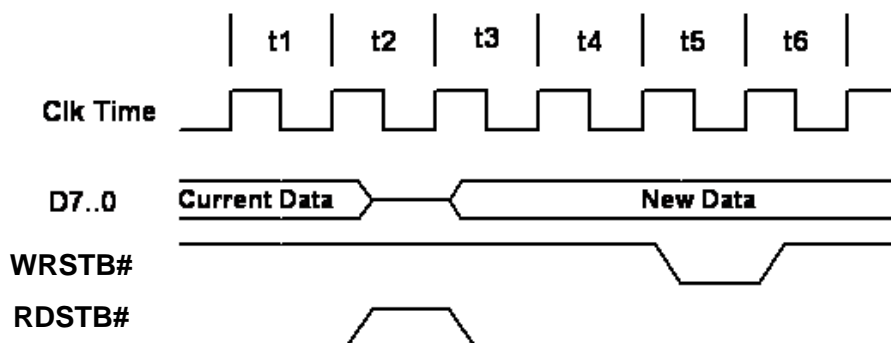 t1 t2 t3 t4 t5 t6
Clk Time
D7..0 Current Data New Data
WRSTB#
RDSTB#